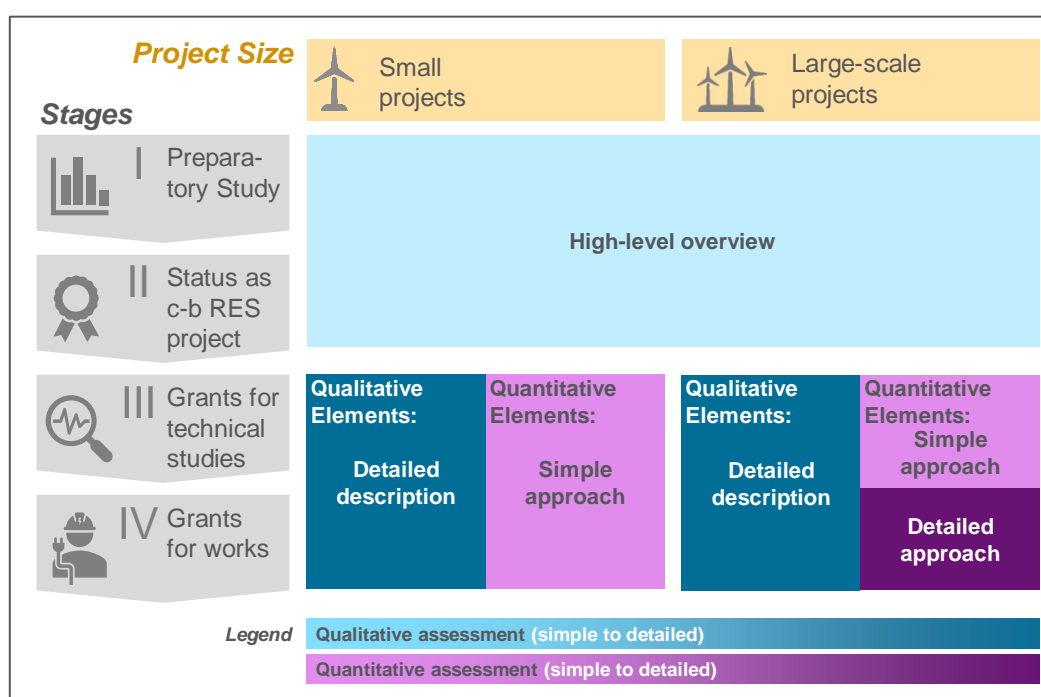 Project Size
Small
projects
Large-scale
projects
Stages
I
Prepara-
tory Study
High-level overview
II
Status as
c-b RES
project
III
Grants for
technical
studies
Qualitative
Elements:
Detailed
description
Quantitative
Elements:
Simple
approach
Qualitative
Elements:
Detailed
description
Quantitative
Elements:
Simple
approach
Detailed
approach
IV
Grants
for works
Legend
Qualitative assessment (simple to detailed)
Quantitative assessment (simple to detailed)